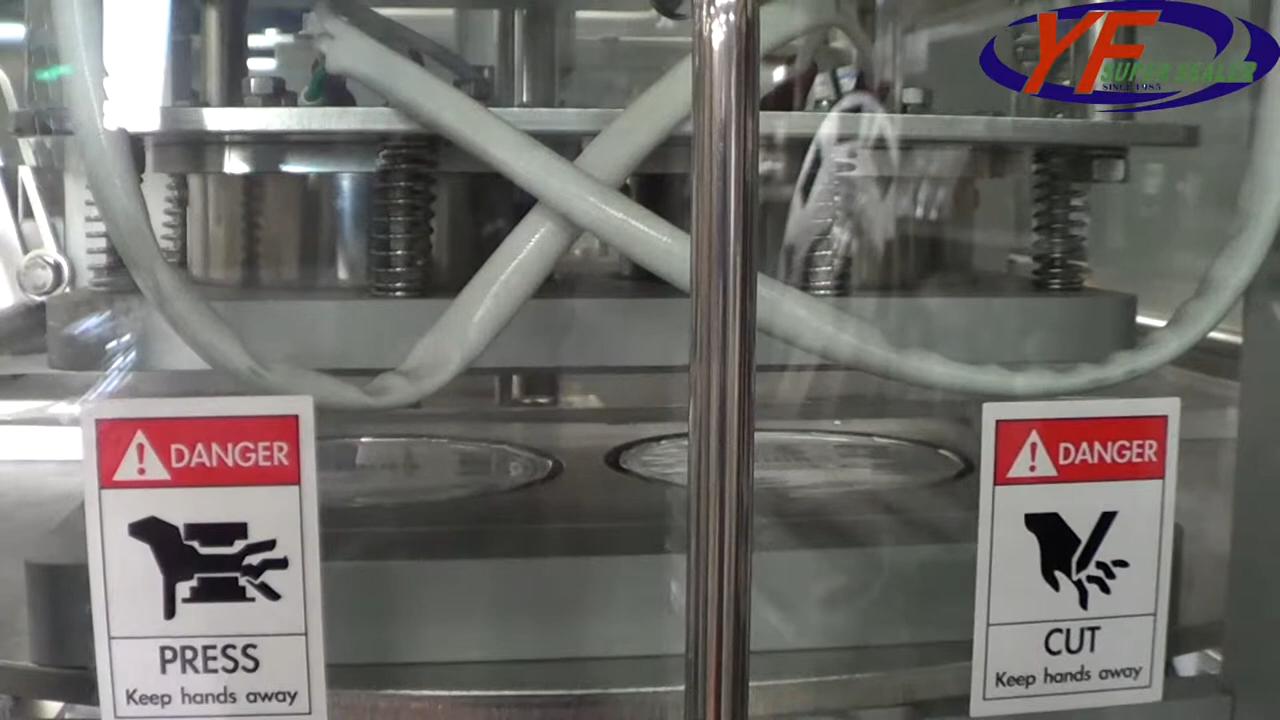 YF
SUPER SEALER
SINCE 1985
DANGER
PRESS
Keep hands away
DANGER
CUT
Keep hands away